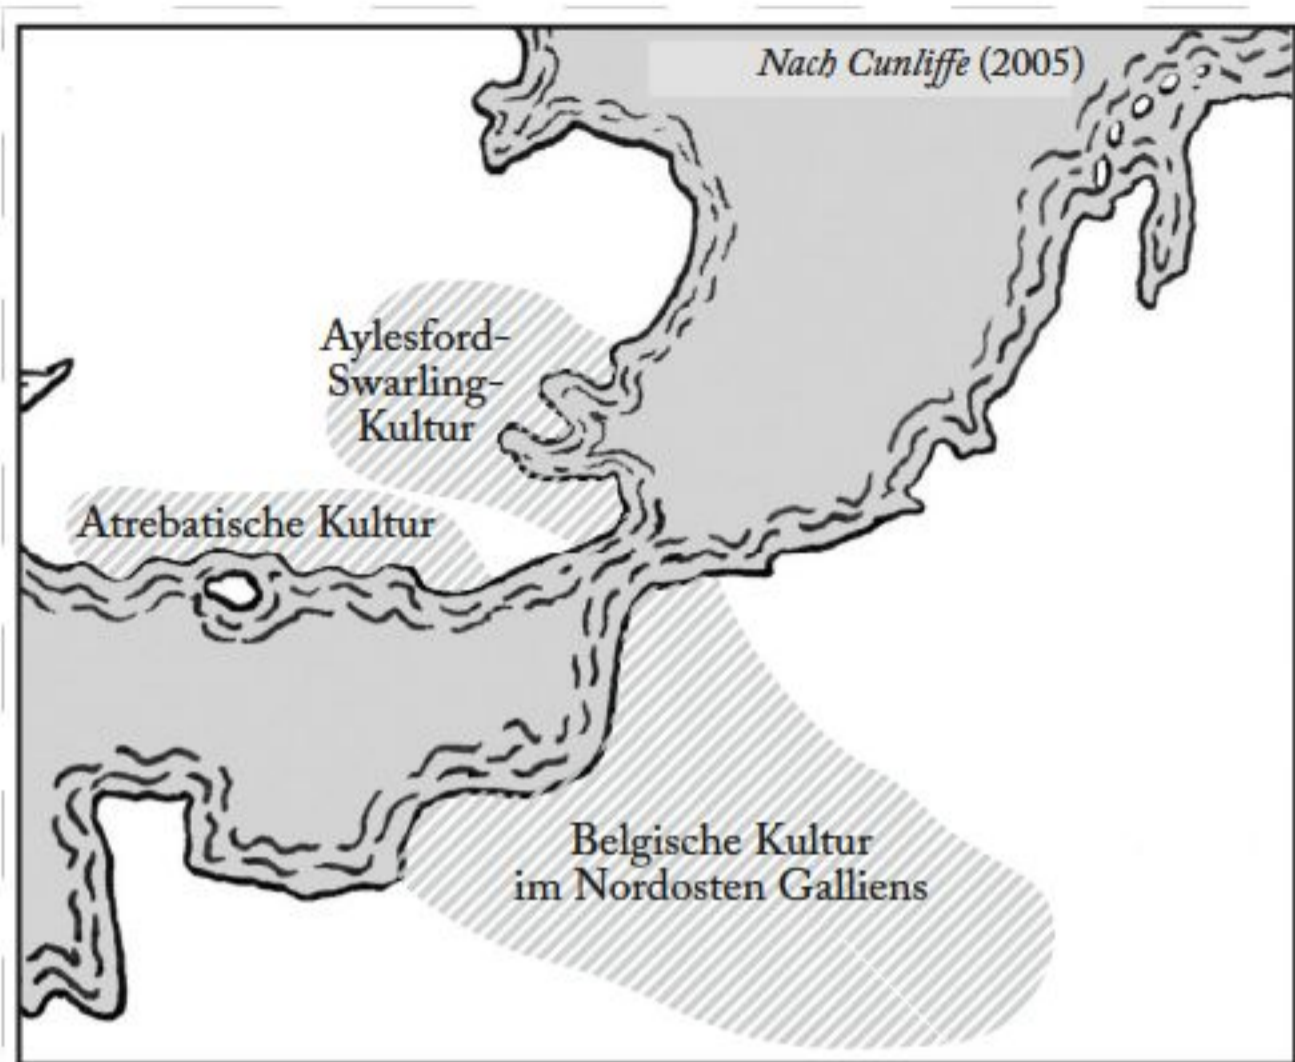 Nach Cunliffe (2005)
Aylesford-
Swarling-
Kultur
Atrebatische Kultur
Belgische Kultur
im Nordosten Galliens